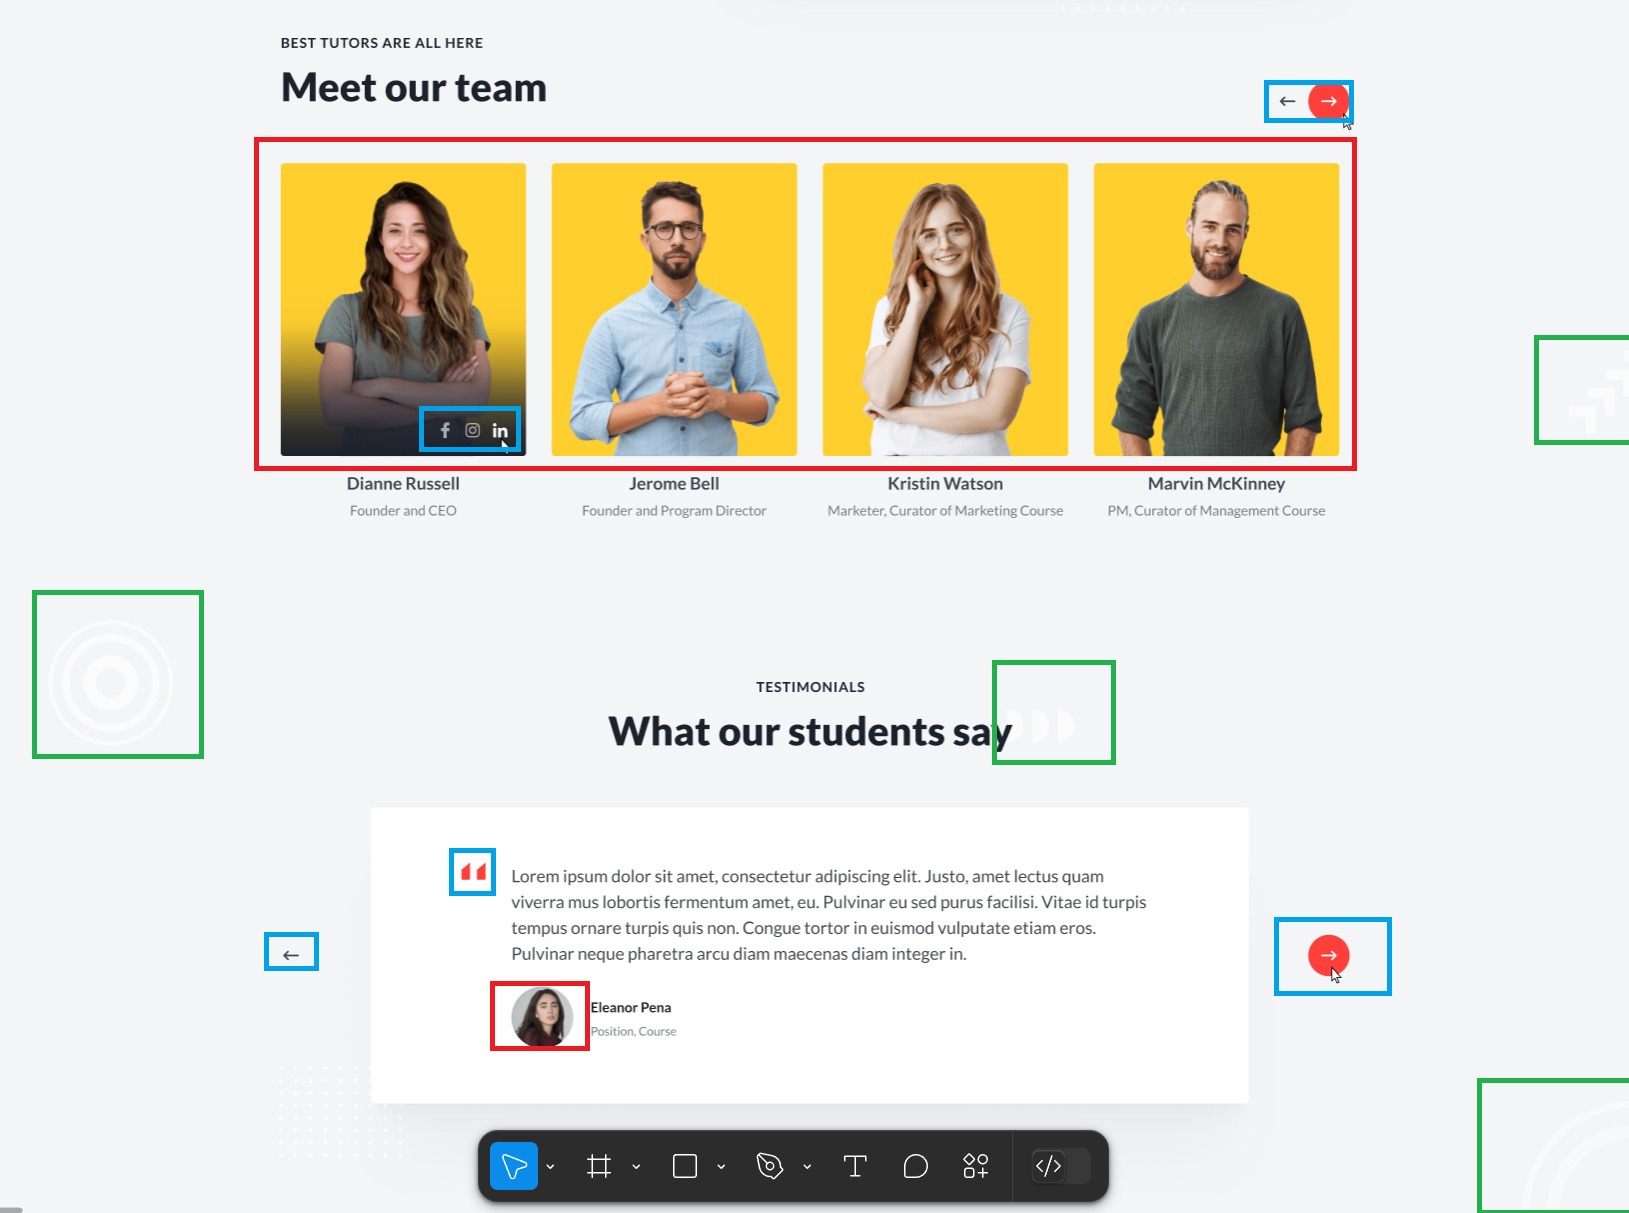 BEST TUTORS ARE ALL HERE
Meet our team
Dianne Russell
Founder and CEO
Jerome Bell
Founder and Program Director
Kristin Watson
Marketer, Curator of Marketing Course
Marvin McKinney
PM, Curator of Management Course
TESTIMONIALS
What our students say
Lorem ipsum dolor sit amet, consectetur adipiscing elit. Justo, amet lectus quam
viverra mus lobortis fermentum amet, eu. Pulvinar eu sed purus facilisi. Vitae id turpis
tempus ornare turpis quis non. Congue tortor in euismod vulputate etiam eros.
Pulvinar neque pharetra arcu diam maecenas diam integer in.
Eleanor Pena
Position, Course